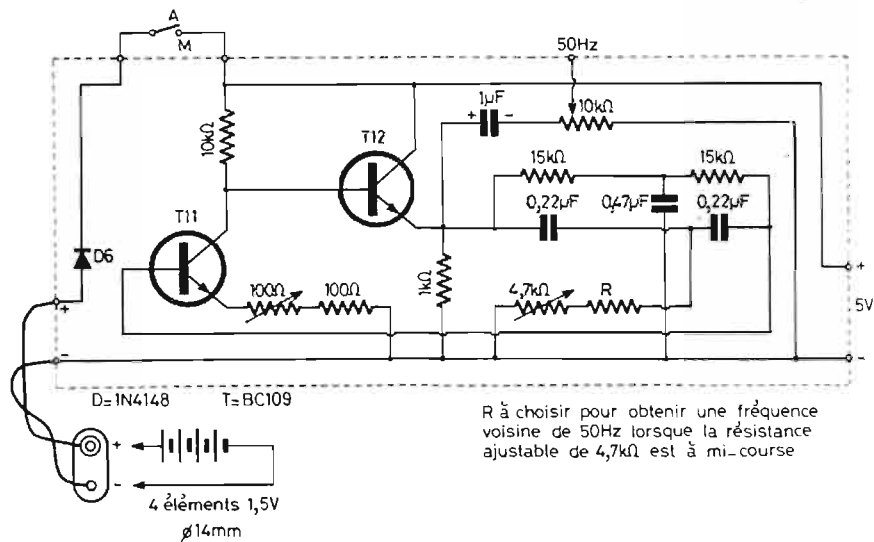 A
M
50Hz
1µF
+
-
10kΩ
10kΩ
T12
15kΩ
15kΩ
0,22µF
0,47µF
0,22µF
T11
D6
100Ω
100Ω
1kΩ
4,7kΩ
R
+
5V
-
+
-
D=1N4148 T=BC109
R à choisir pour obtenir une fréquence
voisine de 50Hz lorsque la résistance
ajustable de 4,7kΩ est à mi-course
+
-
4 éléments 1,5V
ø14mm